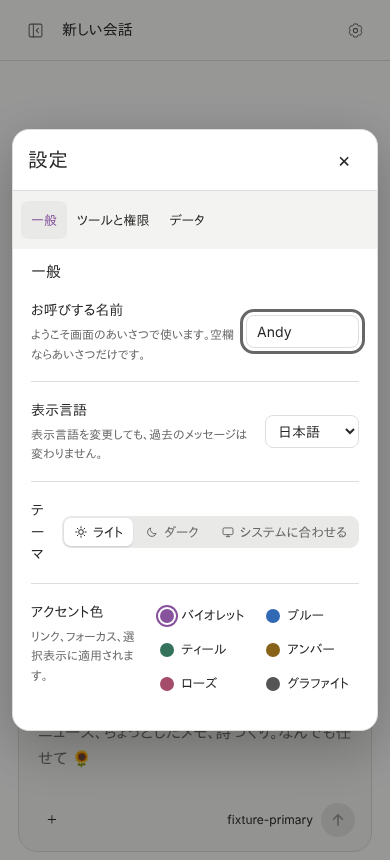 新しい会話
設定
一般
ツールと権限
データ
一般
お呼びする名前
ようこそ画面のあいさつで使います。空欄
ならあいさつだけです。
Andy
表示言語
表示言語を変更しても、過去のメッセージは
変わりません。
日本語
テ
ー
マ
ライト
ダーク
システムに合わせる
アクセント色
リンク、フォーカス、選
択表示に適用されま
す。
バイオレット
ブルー
ティール
アンバー
ローズ
グラファイト
ニュース、ちょっとしたメモ、詩づくり。なんでも任
せて 🌻
fixture-primary